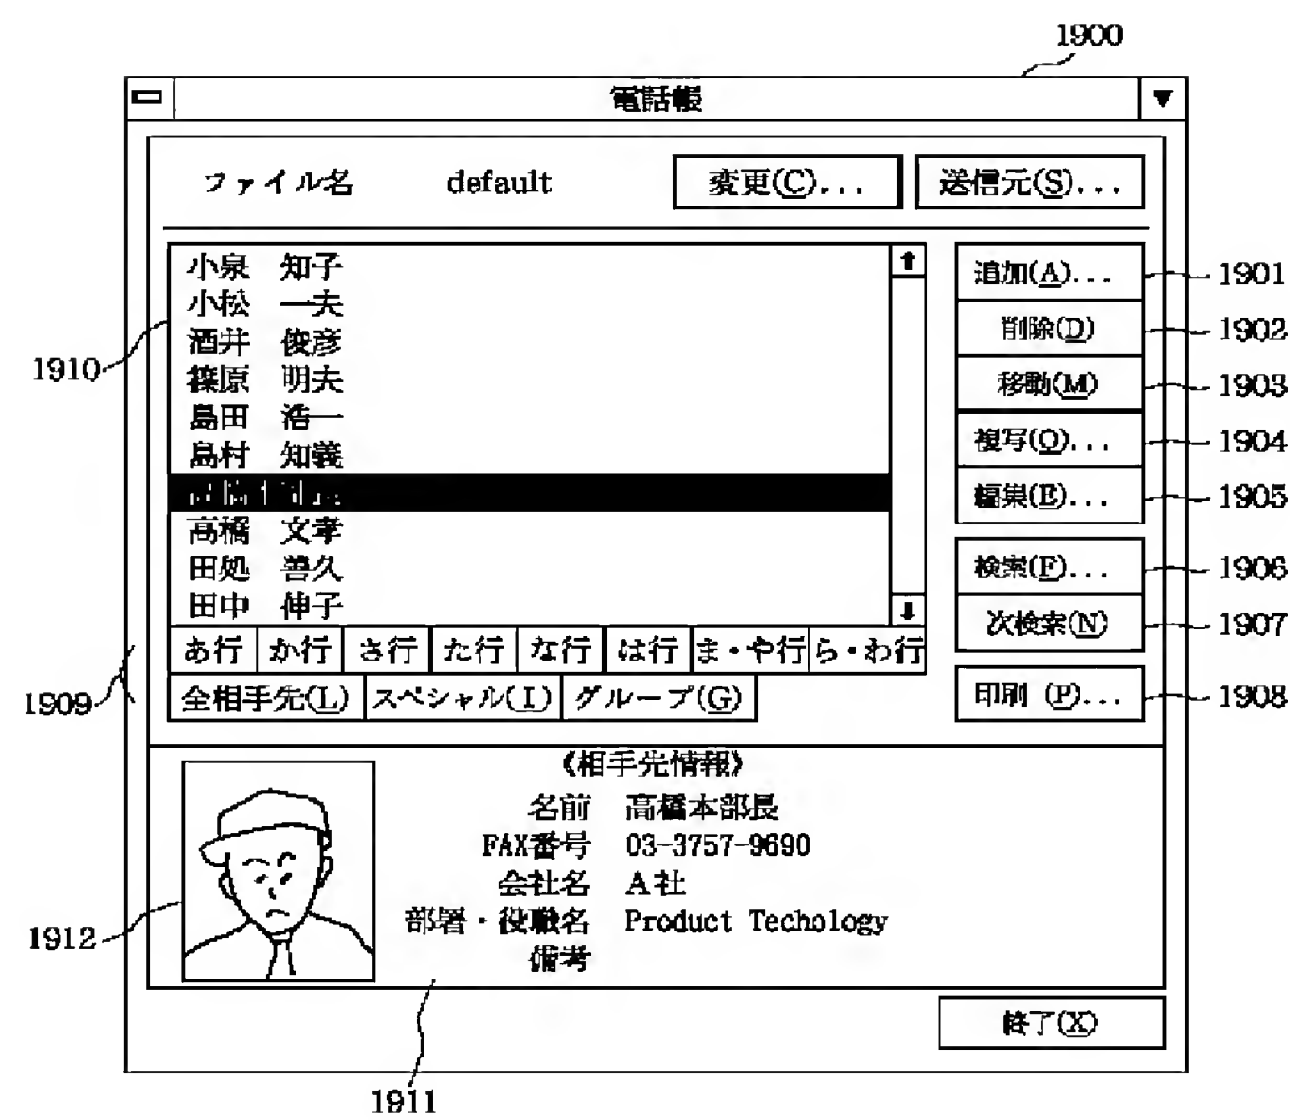 1900
電話帳
ファイル名 default 変更(C)... 送信元(S)...
小泉 知子
小松 一夫
酒井 俊彦
篠原 明夫
島田 浩一
島村 知義
高橋 文孝
田処 善久
田中 伸子
あ行 か行 さ行 た行 な行 は行 ま・や行 ら・わ行
全相手先(L) スペシャル(I) グループ(G)
追加(A)... 1901
削除(D) 1902
移動(M) 1903
複写(O)... 1904
編集(E)... 1905
検索(F)... 1906
次検索(N) 1907
印刷 (P)... 1908
1910
1909
《相手先情報》
名前 高橋本部長
FAX番号 03-3757-9690
会社名 A社
部署・役職名 Product Techology
備考
1912
終了(X)
1911